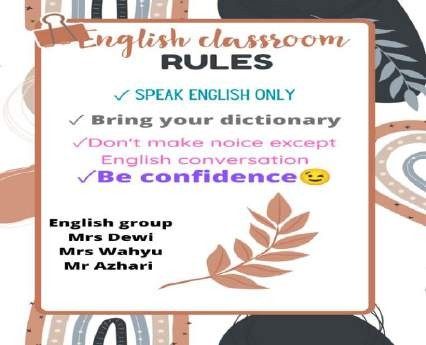 English classroom
RULES
✓ SPEAK ENGLISH ONLY
✓ Bring your dictionary
✓Don't make noice except
English conversation
✓Be confidence😉
English group
Mrs Dewi
Mrs Wahyu
Mr Azhari